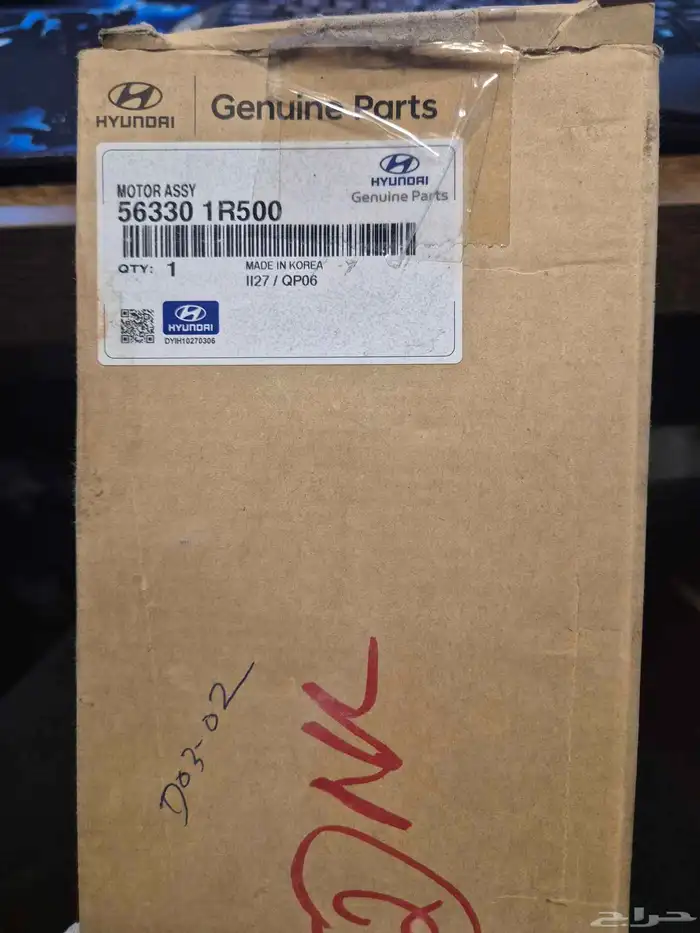 HYUNDAI
Genuine Parts
MOTOR ASSY
56330 1R500
HYUNDAI
Genuine Parts
QTY: 1
MADE IN KOREA
II27 / QP06
HYUNDAI
DYIH10270306
D03-02
حراج